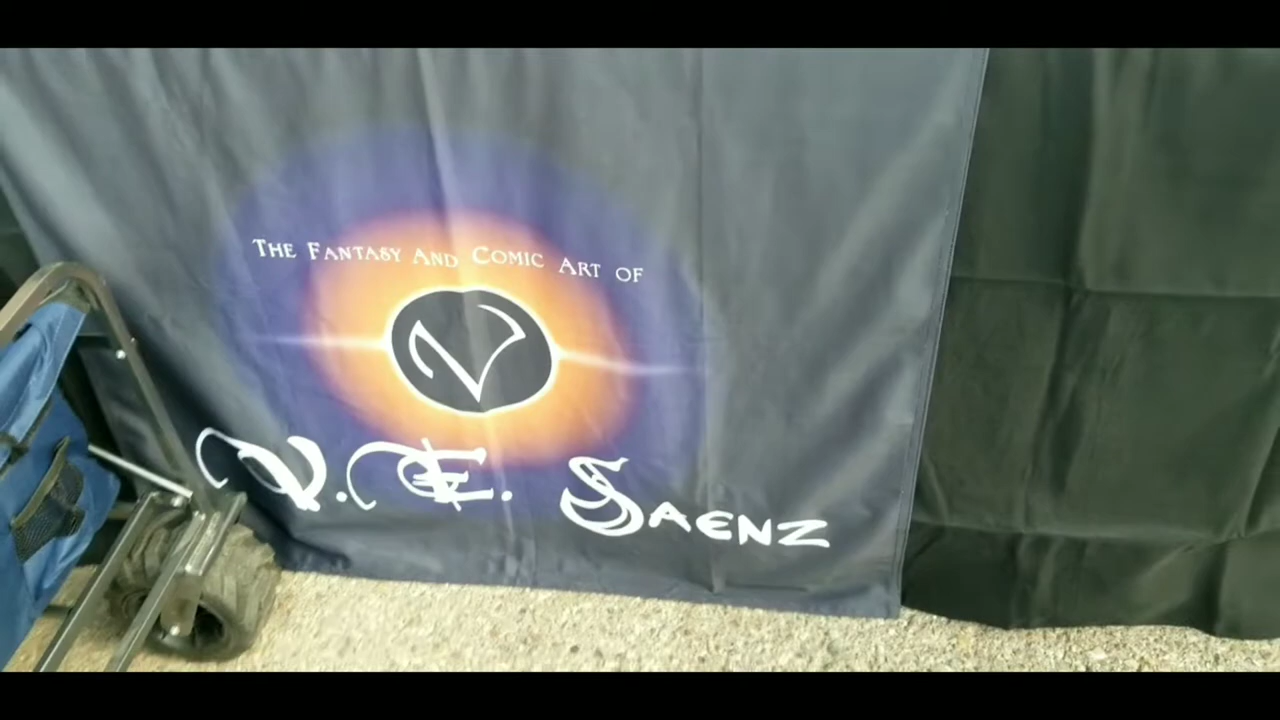 The Fantasy And Comic Art of
V
V. E. Saenz